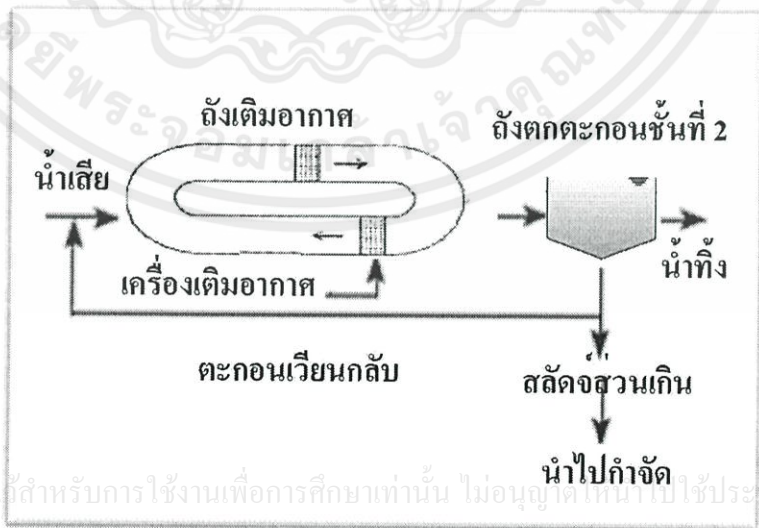 ถังเติมอากาศ
ถังตกตะกอนชั้นที่ 2
น้ำเสีย
น้ำทิ้ง
เครื่องเติมอากาศ
ตะกอนเวียนกลับ
สลัดจ์ส่วนเกิน
นำไปกำจัด
สำหรับการใช้งานเพื่อการศึกษาเท่านั้น ไม่อนุญาตให้นำไปใช้ประ